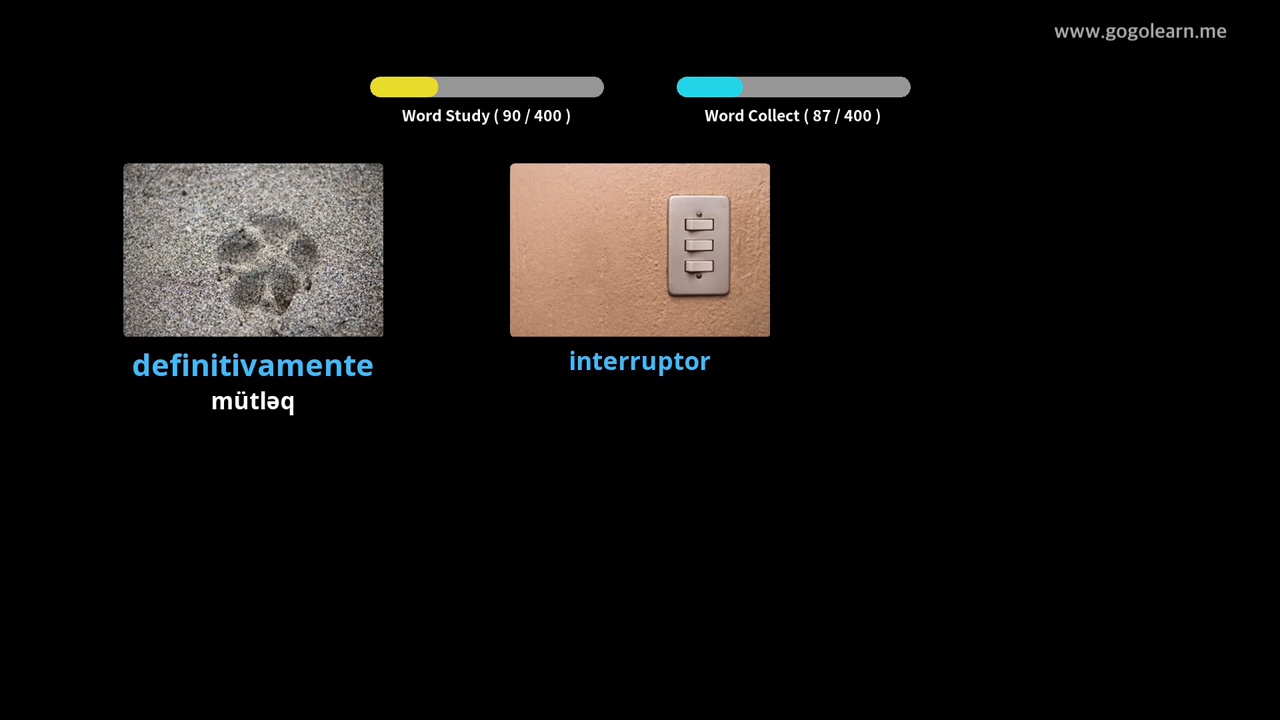 www.gogolearn.me
Word Study ( 90 / 400 )
Word Collect ( 87 / 400 )
definitivamente
mütləq
interruptor